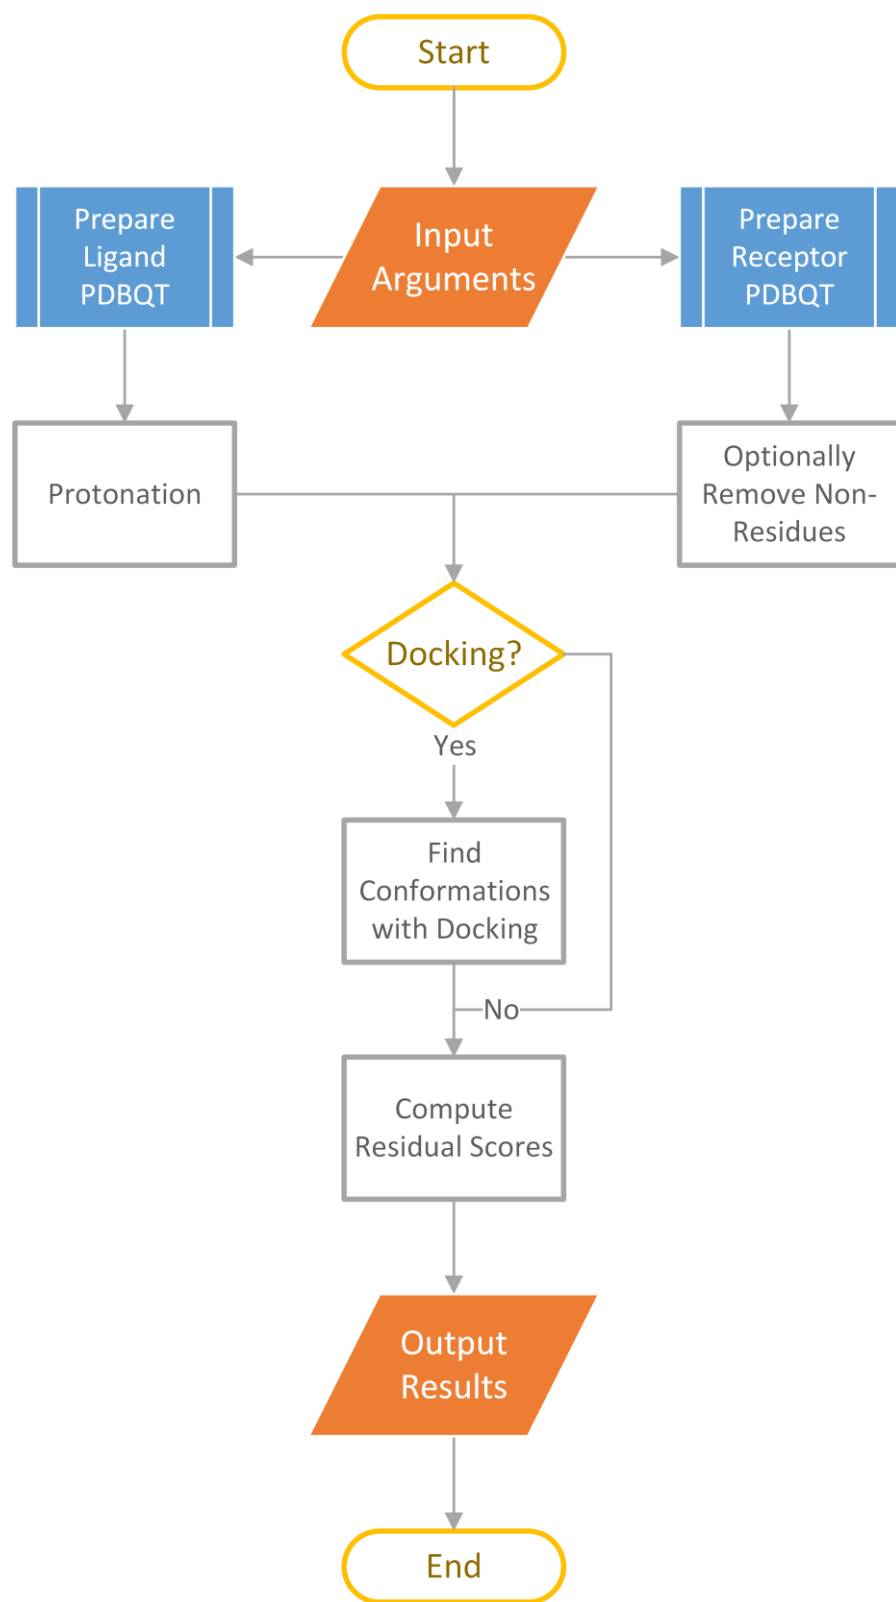 Start
Input
Arguments
Prepare
Ligand
PDBQT
Prepare
Receptor
PDBQT
Protonation
Optionally
Remove Non-
Residues
Docking?
Yes
Find
Conformations
with Docking
No
Compute
Residual Scores
Output
Results
End